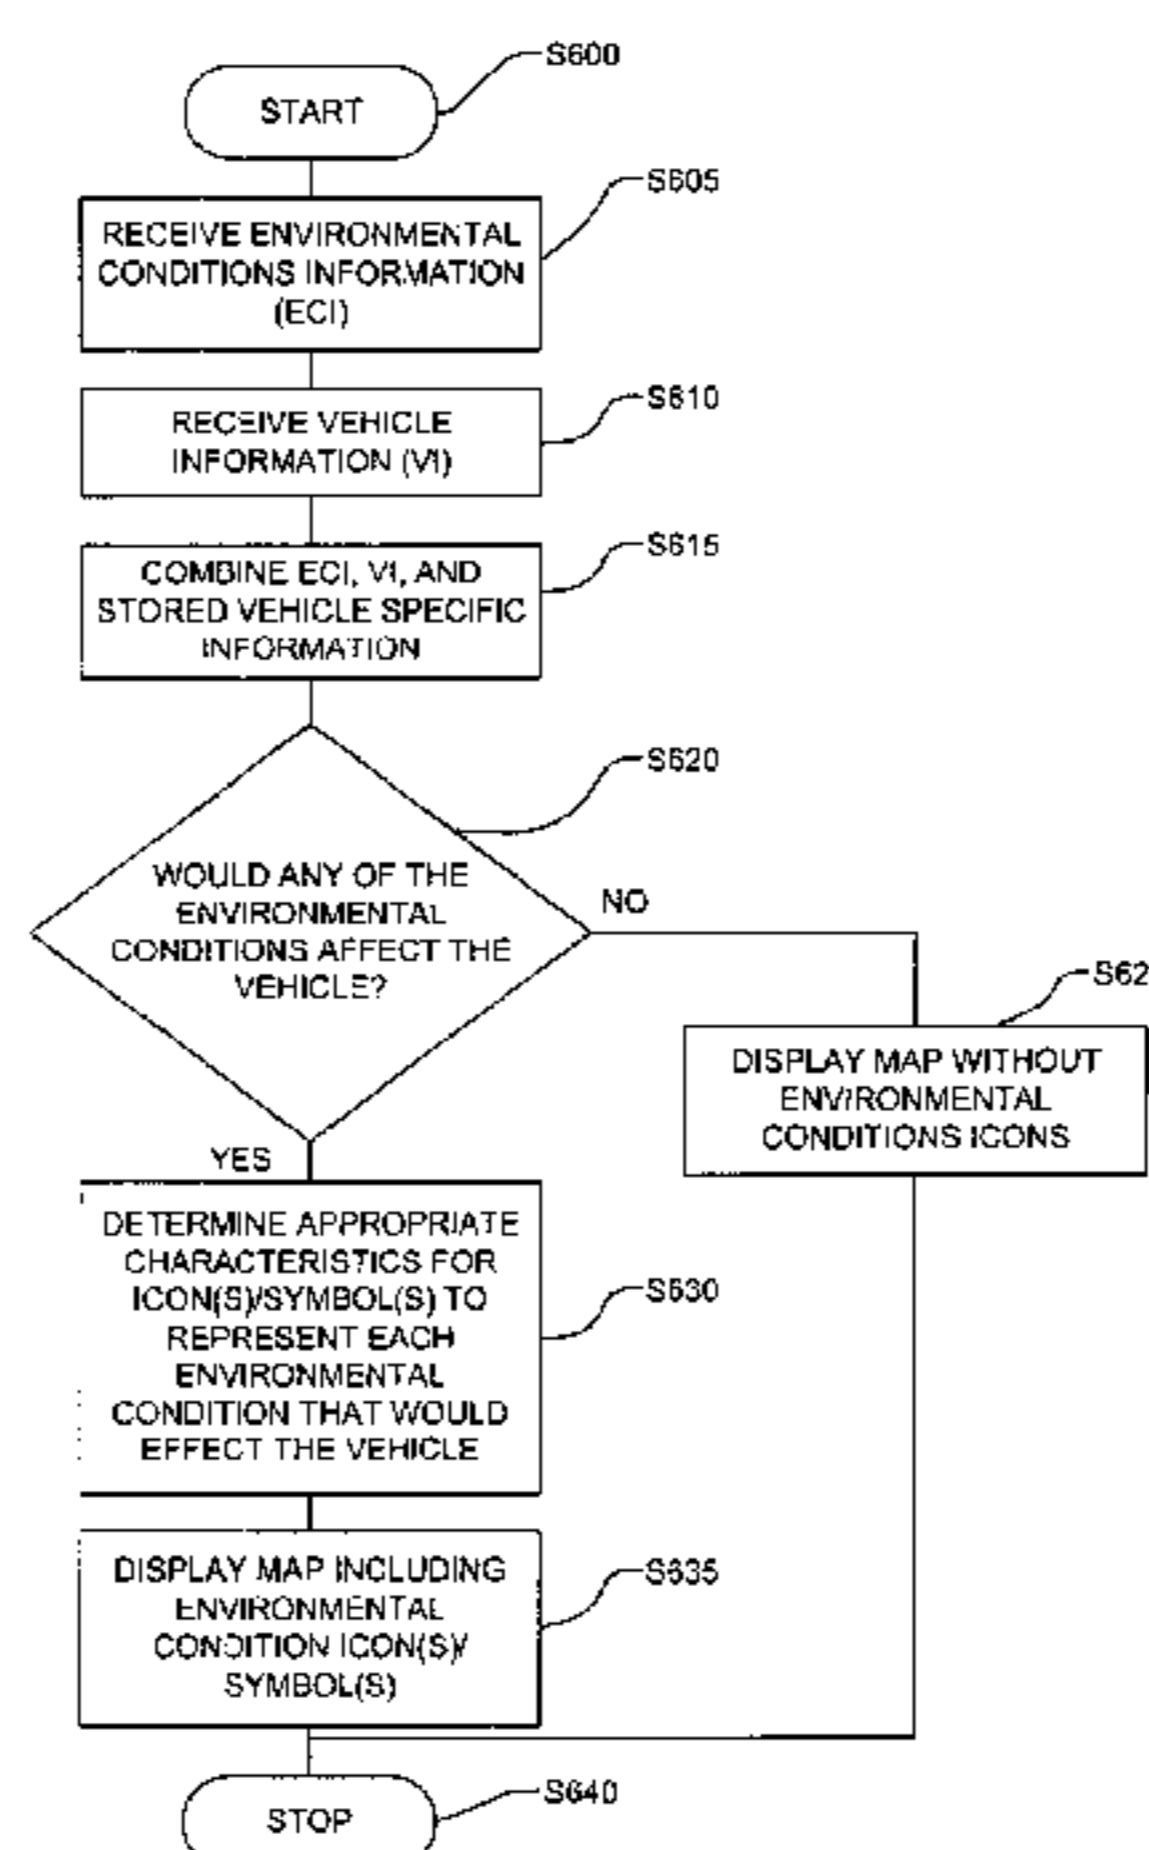 START
S600
RECEIVE ENVIRONMENTAL
CONDITIONS INFORMATION
(ECI)
S605
RECEIVE VEHICLE
INFORMATION (VI)
S610
COMBINE ECI, VI, AND
STORED VEHICLE SPECIFIC
INFORMATION
S615
WOULD ANY OF THE
ENVIRONMENTAL
CONDITIONS AFFECT THE
VEHICLE?
S620
NO
S62
DISPLAY MAP WITHOUT
ENVIRONMENTAL
CONDITIONS ICONS
YES
DETERMINE APPROPRIATE
CHARACTERISTICS FOR
ICON(S)/SYMBOL(S) TO
REPRESENT EACH
ENVIRONMENTAL
CONDITION THAT WOULD
EFFECT THE VEHICLE
S630
DISPLAY MAP INCLUDING
ENVIRONMENTAL
CONDITION ICON(S)/
SYMBOL(S)
S635
STOP
S640